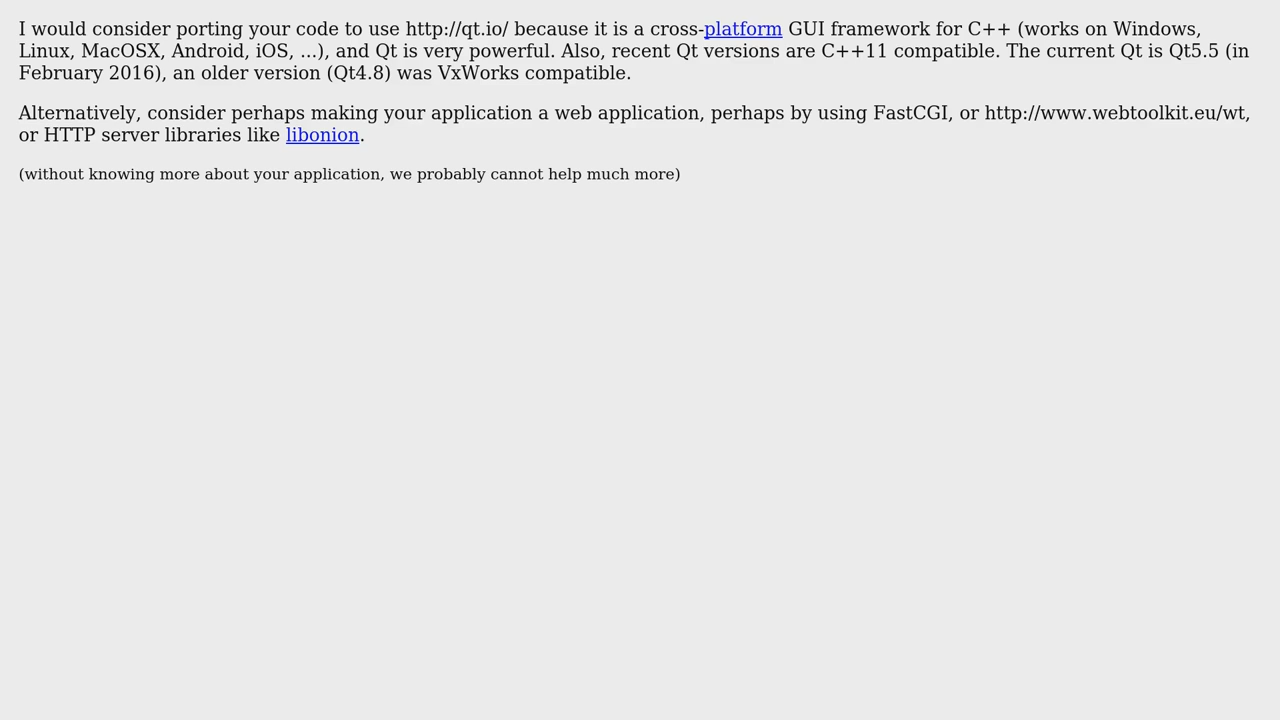 I would consider porting your code to use http://qt.io/ because it is a cross-platform GUI framework for C++ (works on Windows,
Linux, MacOSX, Android, iOS, ...), and Qt is very powerful. Also, recent Qt versions are C++11 compatible. The current Qt is Qt5.5 (in
February 2016), an older version (Qt4.8) was VxWorks compatible.
Alternatively, consider perhaps making your application a web application, perhaps by using FastCGI, or http://www.webtoolkit.eu/wt,
or HTTP server libraries like libonion.
(without knowing more about your application, we probably cannot help much more)